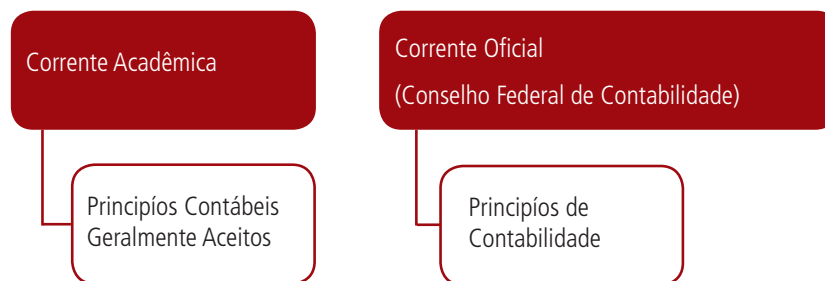 Corrente Acadêmica
Principíos Contábeis
Geralmente Aceitos
Corrente Oficial
(Conselho Federal de Contabilidade)
Principíos de
Contabilidade